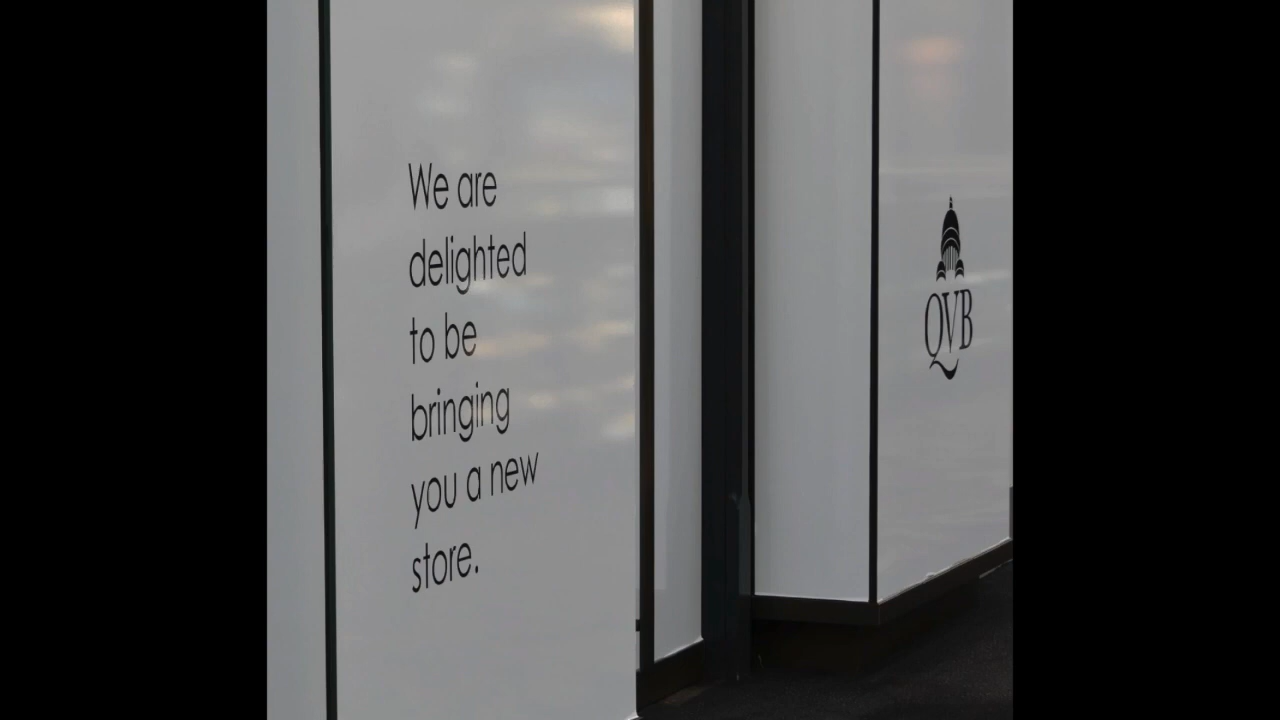 We are
delighted
to be
bringing
you a new
store.
QVB